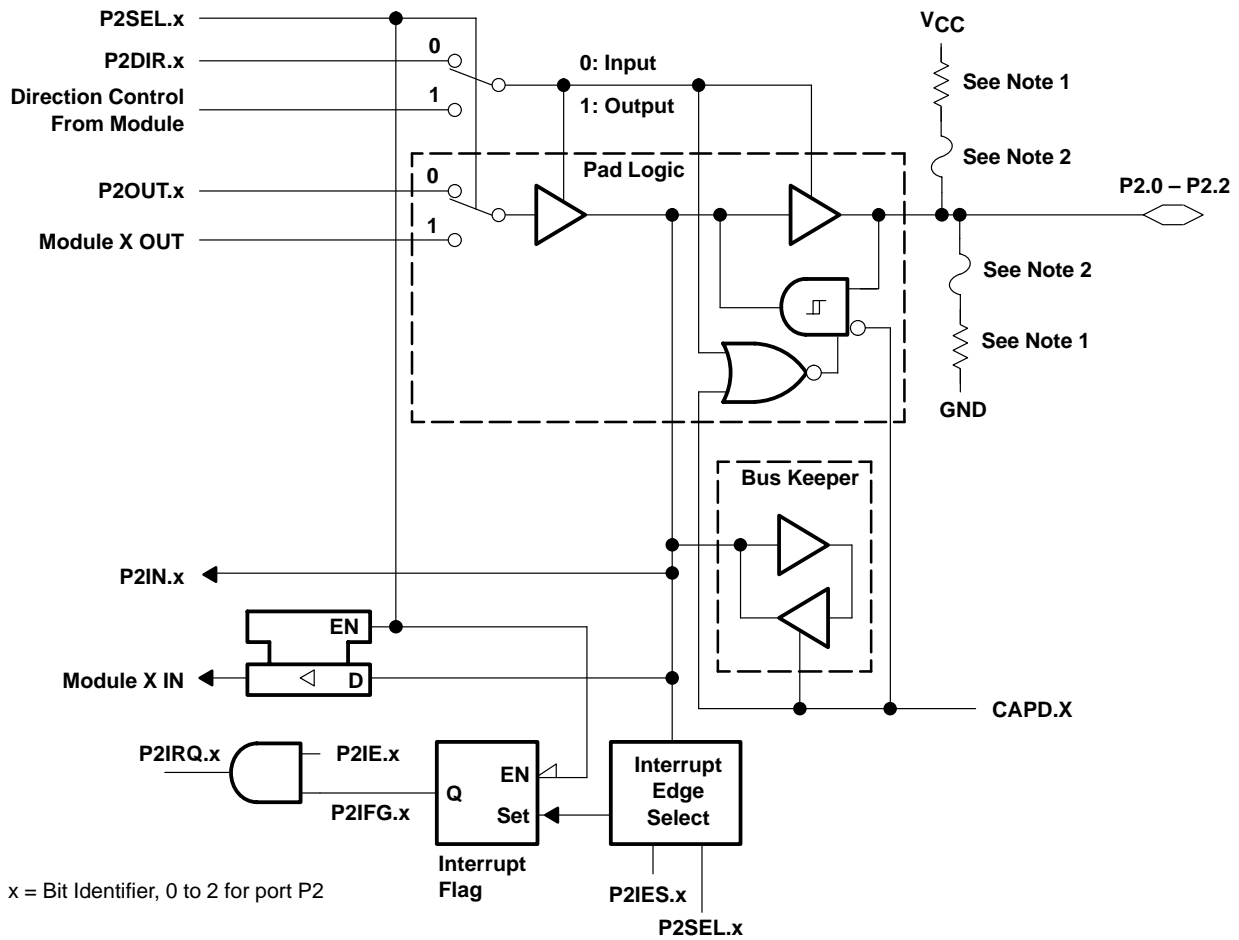 P2SEL.x
VCC
P2DIR.x
0
0: Input
See Note 1
Direction Control
From Module
1
1: Output
Pad Logic
See Note 2
P2OUT.x
0
P2.0 – P2.2
Module X OUT
1
See Note 2
See Note 1
GND
Bus Keeper
P2IN.x
EN
Module X IN
D
CAPD.X
P2IRQ.x
P2IE.x
EN
Interrupt
Edge
Select
Q
P2IFG.x
Set
Interrupt
Flag
P2IES.x
x = Bit Identifier, 0 to 2 for port P2
P2SEL.x